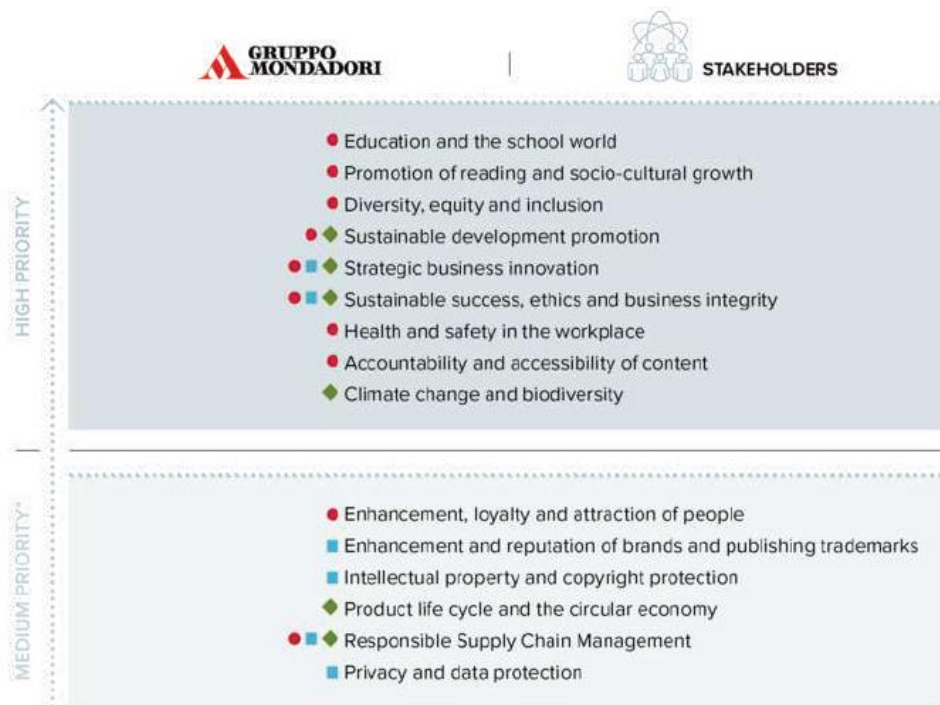 GRUPPO
MONDADORI
STAKEHOLDERS
HIGH PRIORITY
Education and the school world
Promotion of reading and socio-cultural growth
Diversity, equity and inclusion
Sustainable development promotion
Strategic business innovation
Sustainable success, ethics and business integrity
Health and safety in the workplace
Accountability and accessibility of content
Climate change and biodiversity
MEDIUM PRIORITY*
Enhancement, loyalty and attraction of people
Enhancement and reputation of brands and publishing trademarks
Intellectual property and copyright protection
Product life cycle and the circular economy
Responsible Supply Chain Management
Privacy and data protection